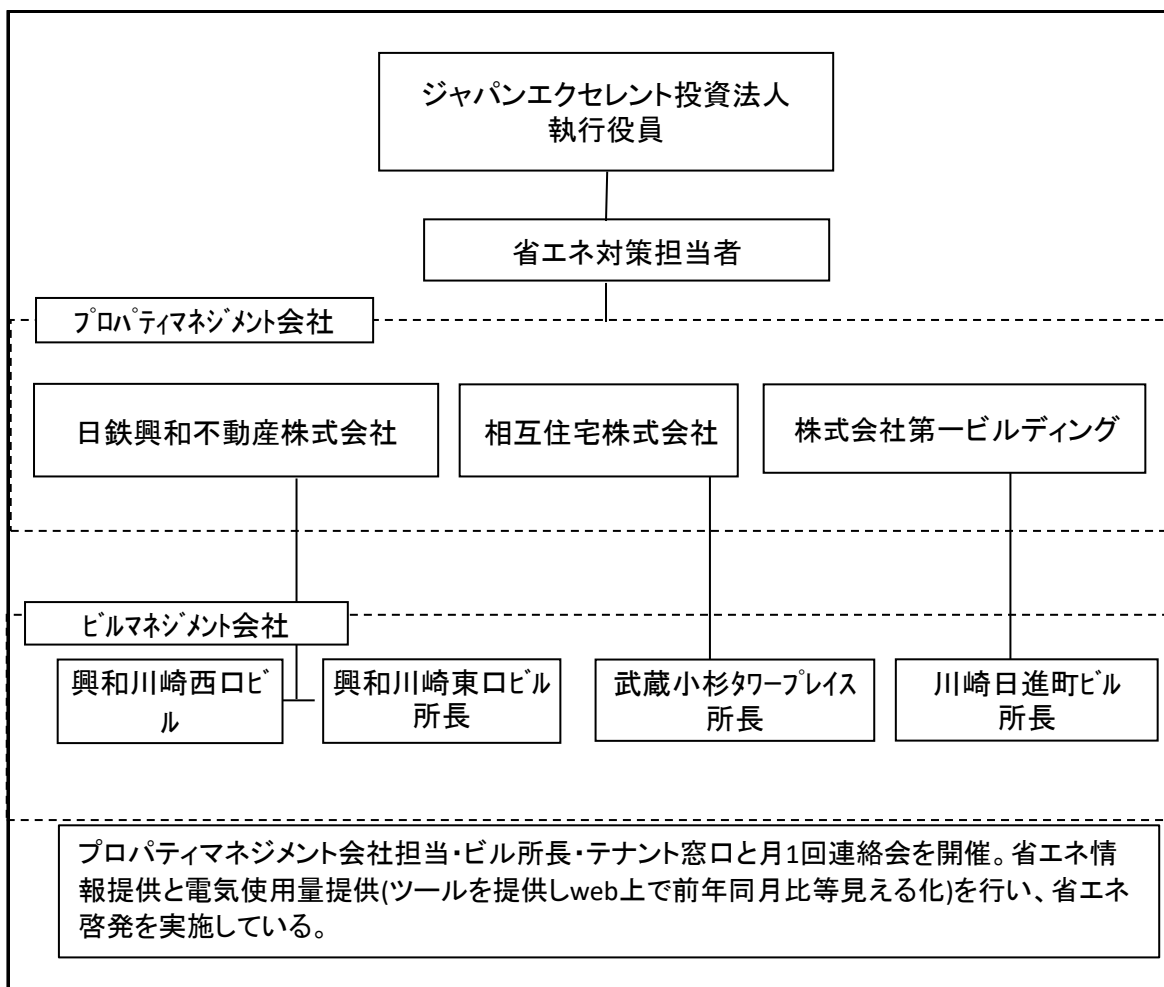 ジャパンエクセレント投資法人
執行役員
省エネ対策担当者
ﾌﾟﾛﾊﾟﾃｨﾏﾈｼﾞﾒﾝﾄ会社
日鉄興和不動産株式会社
相互住宅株式会社
株式会社第一ビルディング
ﾋﾞﾙﾏﾈｼﾞﾒﾝﾄ会社
興和川崎西口ﾋﾞ
ﾙ
興和川崎東口ﾋﾞﾙ
所長
武蔵小杉ﾀﾜｰﾌﾟﾚｲｽ
所長
川崎日進町ﾋﾞﾙ
所長
プロパティマネジメント会社担当・ビル所長・テナント窓口と月1回連絡会を開催。省エネ情
報提供と電気使用量提供(ツールを提供しweb上で前年同月比等見える化)を行い、省エネ
啓発を実施している。